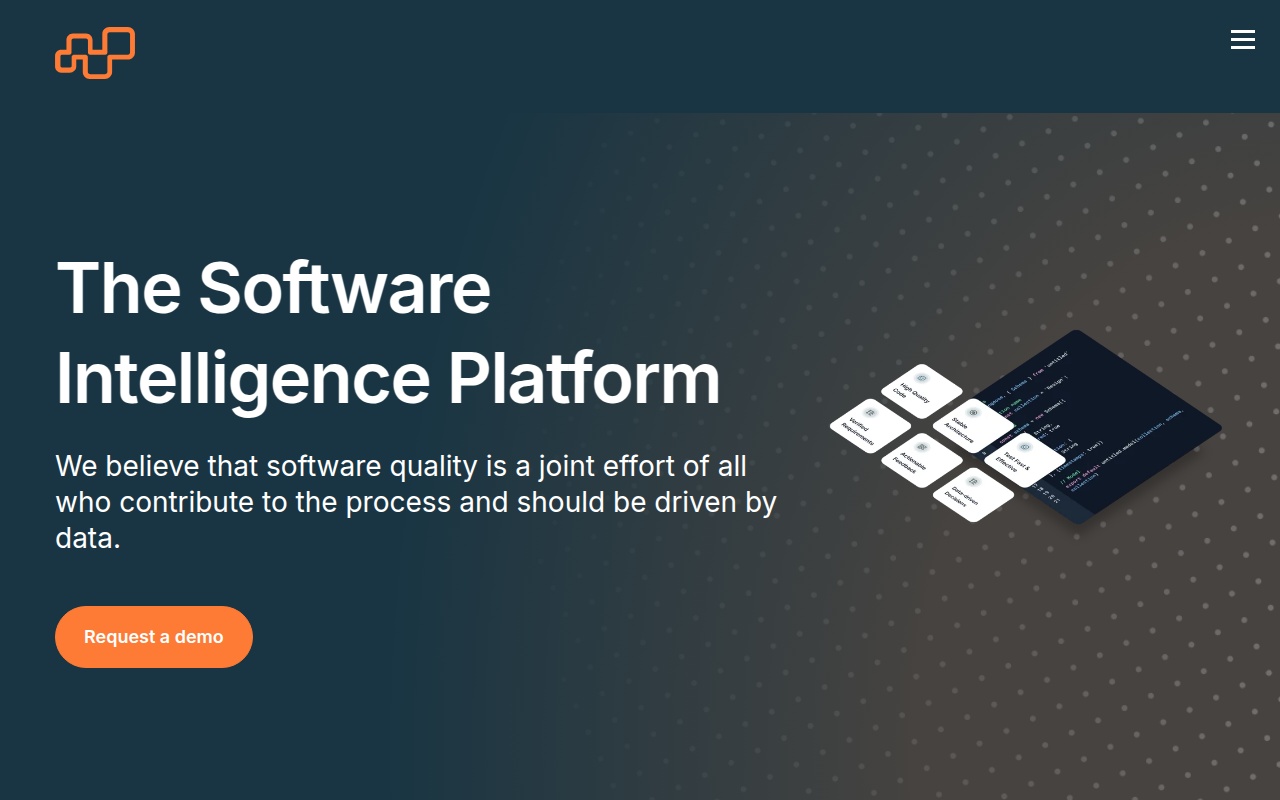 The Software
Intelligence Platform
We believe that software quality is a joint effort of all
who contribute to the process and should be driven by
data.
Request a demo
High Quality
Code
Verified
Requirements
Stable
Architecture
Actionable
Feedback
Test Fast &
Effective
Data-driven
Decisions